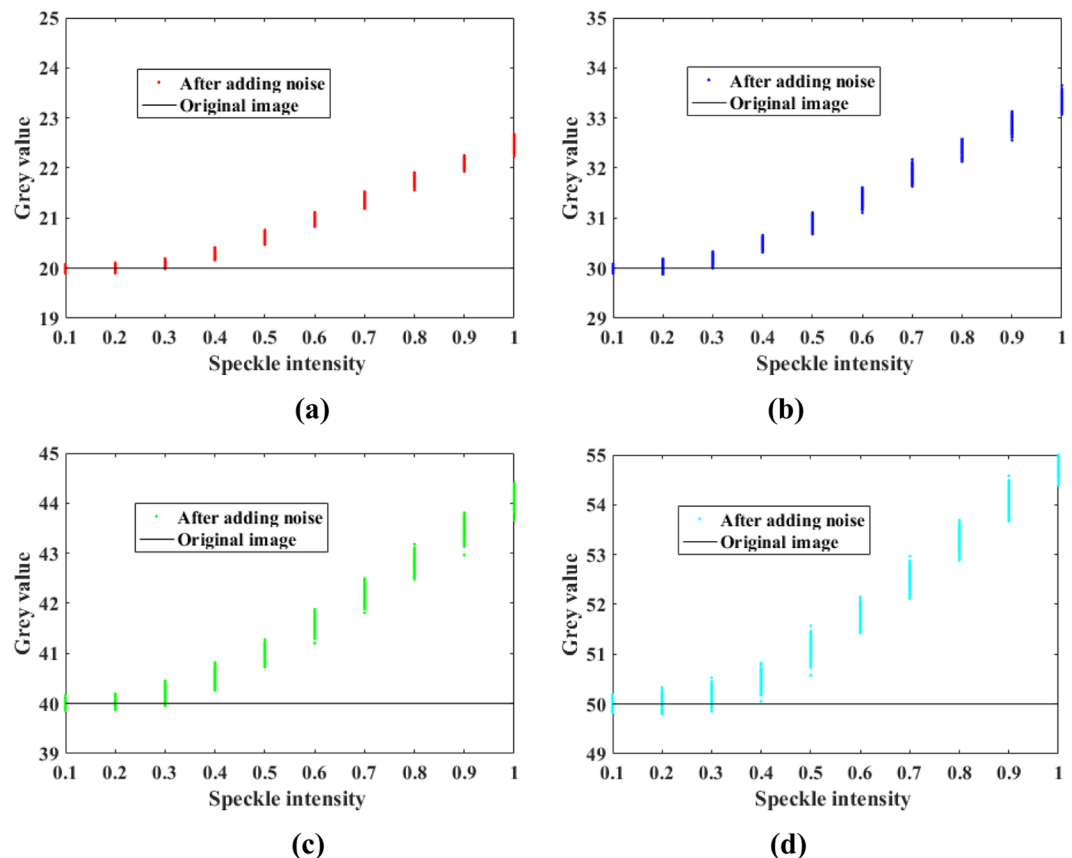 25
24
23
22
21
20
19
Grey value
After adding noise
Original image
0.1 0.2 0.3 0.4 0.5 0.6 0.7 0.8 0.9 1
Speckle intensity
(a)
35
34
33
32
31
30
29
Grey value
After adding noise
Original image
0.1 0.2 0.3 0.4 0.5 0.6 0.7 0.8 0.9 1
Speckle intensity
(b)
45
44
43
42
41
40
39
Grey value
After adding noise
Original image
0.1 0.2 0.3 0.4 0.5 0.6 0.7 0.8 0.9 1
Speckle intensity
(c)
55
54
53
52
51
50
49
Grey value
After adding noise
Original image
0.1 0.2 0.3 0.4 0.5 0.6 0.7 0.8 0.9 1
Speckle intensity
(d)